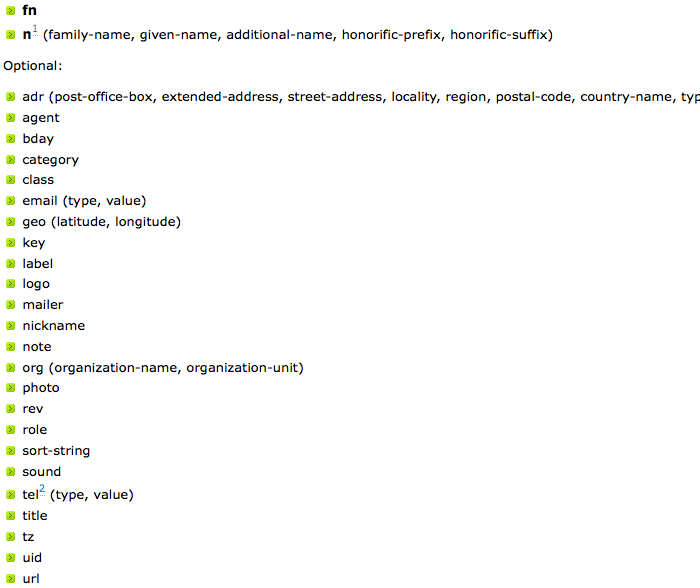 fn
n1 (family-name, given-name, additional-name, honorific-prefix, honorific-suffix)
Optional:
adr (post-office-box, extended-address, street-address, locality, region, postal-code, country-name, typ
agent
bday
category
class
email (type, value)
geo (latitude, longitude)
key
label
logo
mailer
nickname
note
org (organization-name, organization-unit)
photo
rev
role
sort-string
sound
tel2 (type, value)
title
tz
uid
url